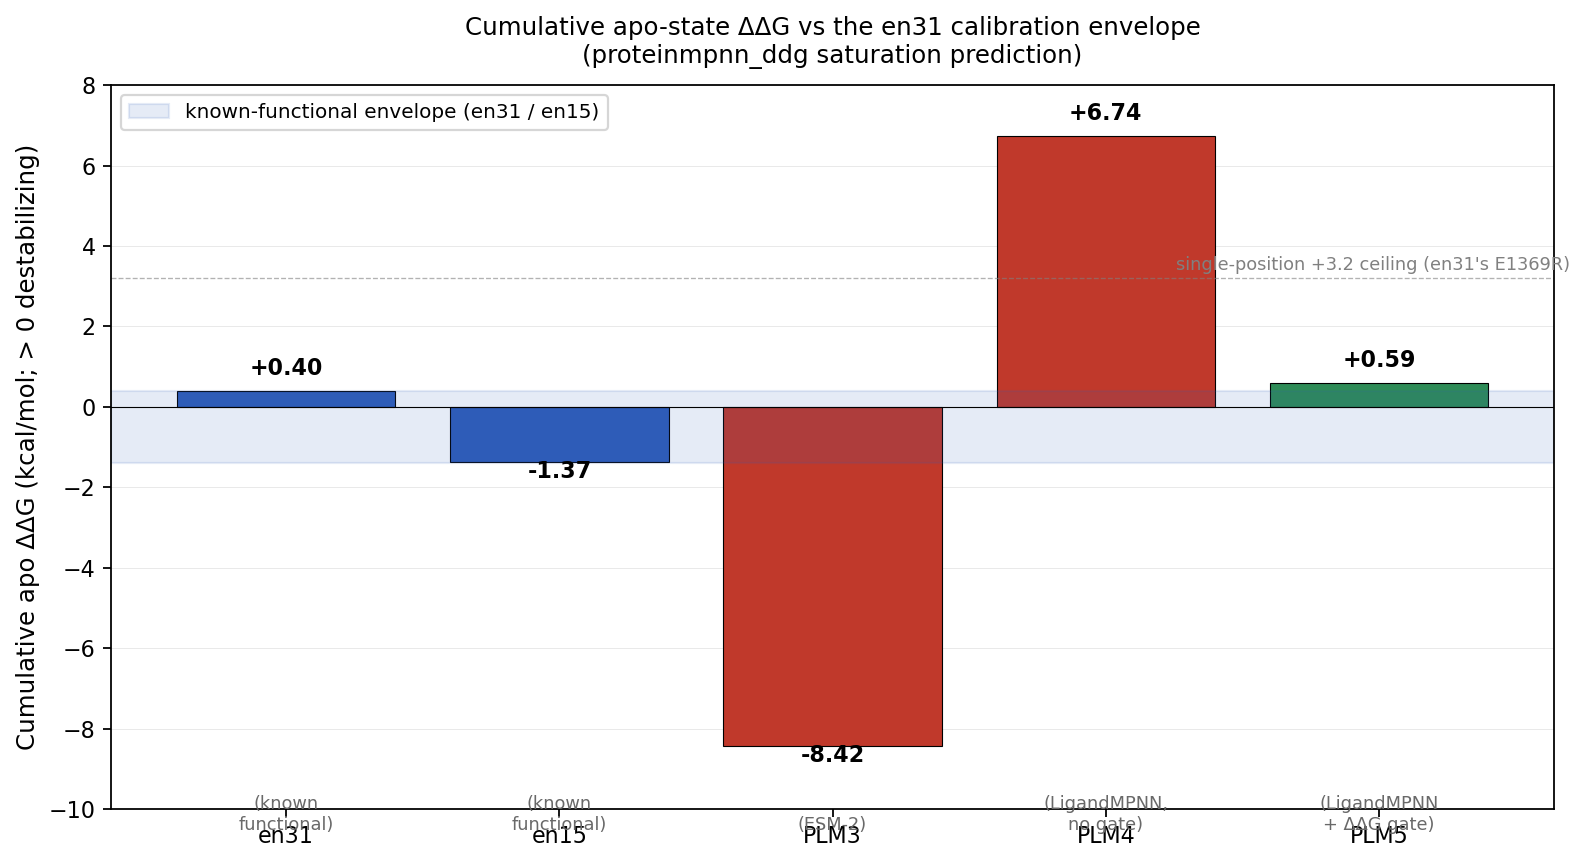 Cumulative apo-state ΔΔG vs the en31 calibration envelope
(proteinmpnn_ddg saturation prediction)
Cumulative apo ΔΔG (kcal/mol; > 0 destabilizing)
8
6
4
2
0
−2
−4
−6
−8
−10
known-functional envelope (en31 / en15)
+6.74
single-position +3.2 ceiling (en31's E1369R)
+0.40
+0.59
-1.37
-8.42
(known
functional)
en31
(known
functional)
en15
(ESM-2)
PLM3
(LigandMPNN,
no gate)
PLM4
(LigandMPNN
+ ΔΔG gate)
PLM5